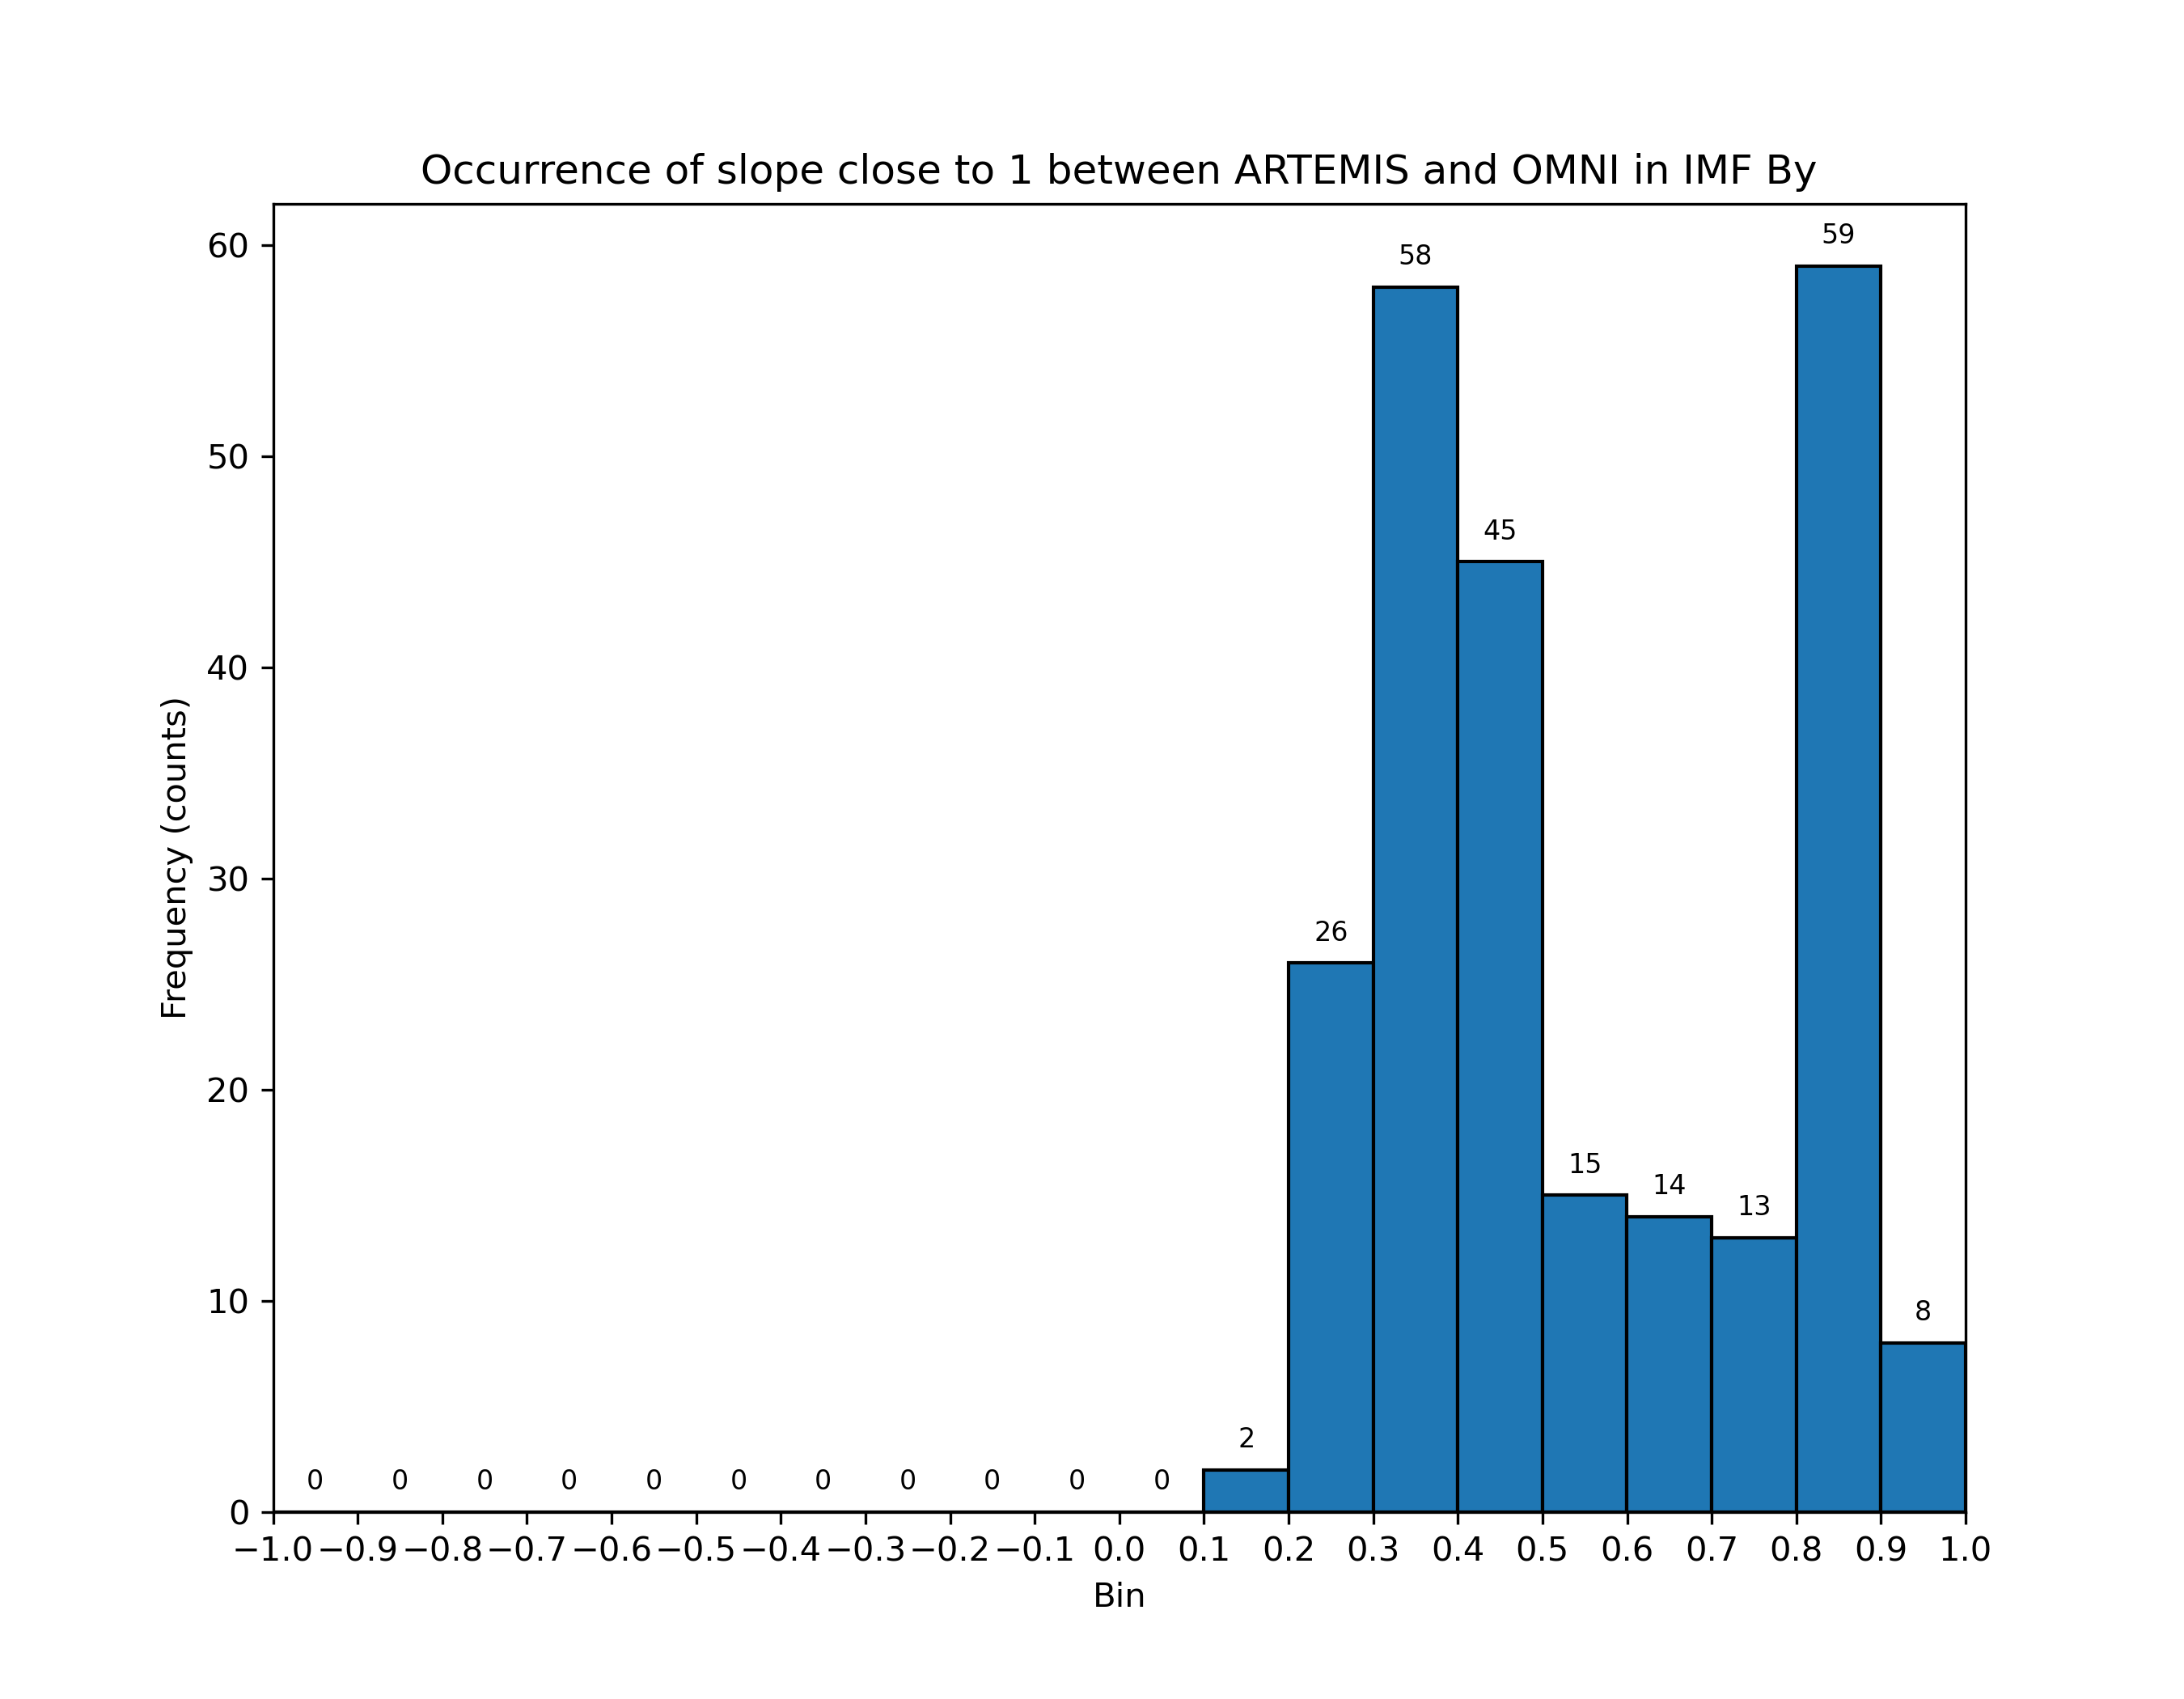 Occurrence of slope close to 1 between ARTEMIS and OMNI in IMF By
60
50
40
30
20
10
0
Frequency (counts)
0 0 0 0 0 0 0 0 0 0 0 2 26 58 45 15 14 13 59 8
−1.0 −0.9 −0.8 −0.7 −0.6 −0.5 −0.4 −0.3 −0.2 −0.1 0.0 0.1 0.2 0.3 0.4 0.5 0.6 0.7 0.8 0.9 1.0
Bin